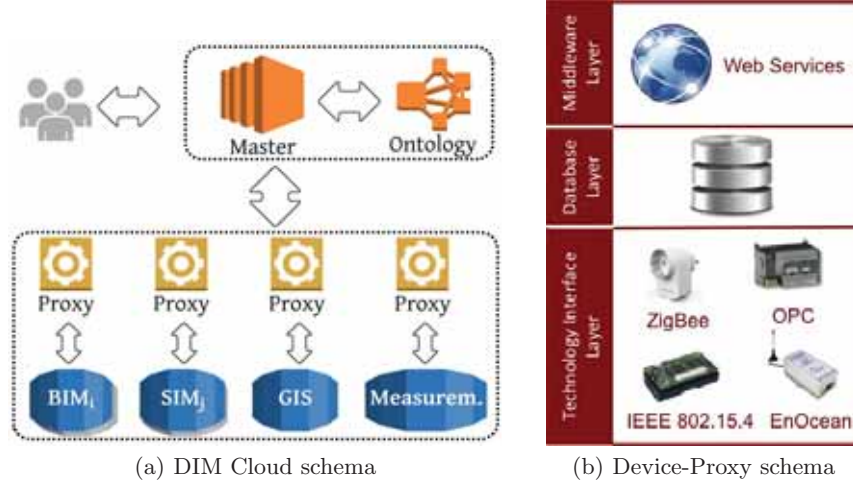 Master
Ontology
Proxy
Proxy
Proxy
Proxy
BIMi
SIMj
GIS
Measurem.
(a) DIM Cloud schema
Middleware
Layer
Web Services
Database
Layer
Technology Interface
Layer
ZigBee
OPC
IEEE 802.15.4
EnOcean
(b) Device-Proxy schema